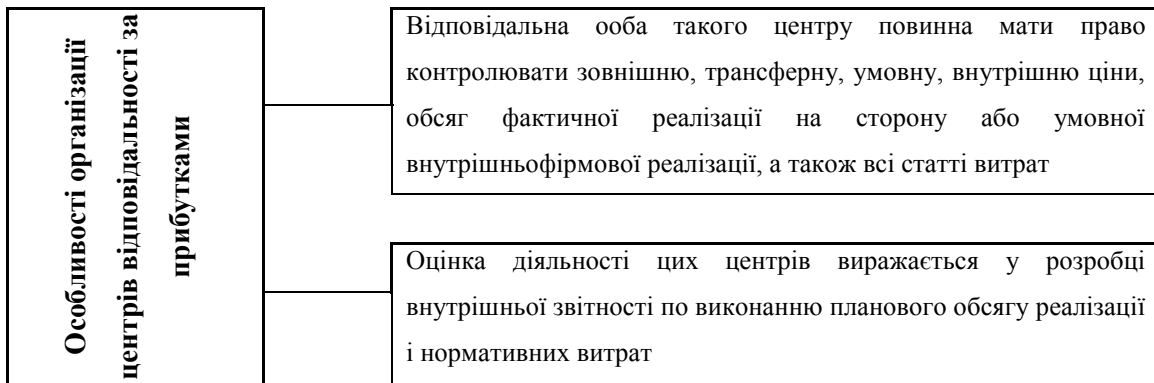 Особливості організації
центрів відповідальності за
прибутками
Відповідальна ооба такого центру повинна мати право
контролювати зовнішню, трансферну, умовну, внутрішню ціни,
обсяг фактичної реалізації на сторону або умовної
внутрішньофірмової реалізації, а також всі статті витрат
Оцінка діяльності цих центрів виражається у розробці
внутрішньої звітності по виконанню планового обсягу реалізації
і нормативних витрат